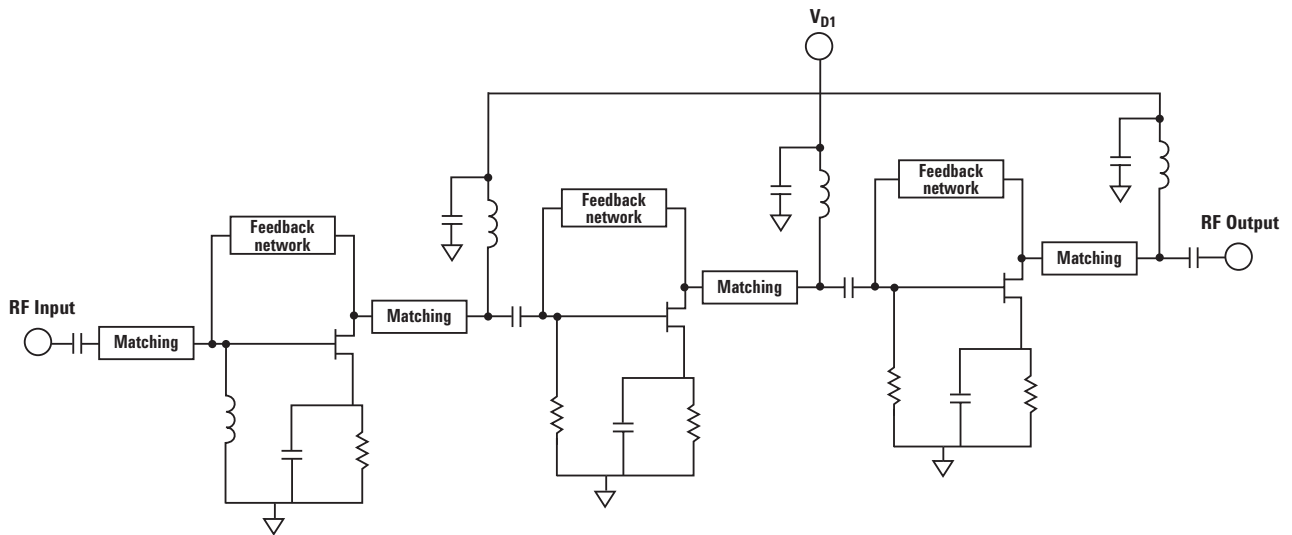 V_D1
Feedback
network
Feedback
network
Feedback
network
RF Output
Matching
Matching
Matching
RF Input
Matching